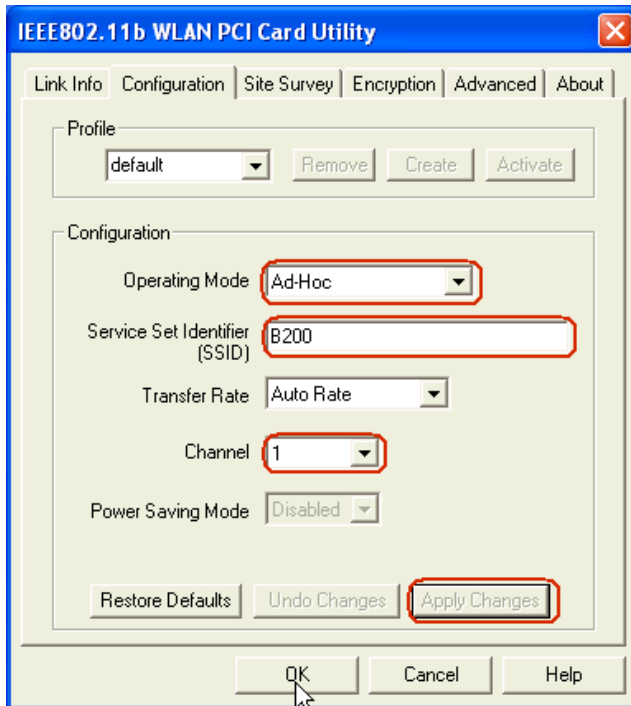 IEEE802.11b WLAN PCI Card Utility
Link Info Configuration Site Survey Encryption Advanced About
Profile
default Remove Create Activate
Configuration
Operating Mode Ad-Hoc
Service Set Identifier (SSID) B200
Transfer Rate Auto Rate
Channel 1
Power Saving Mode Disabled
Restore Defaults Undo Changes Apply Changes
OK Cancel Help